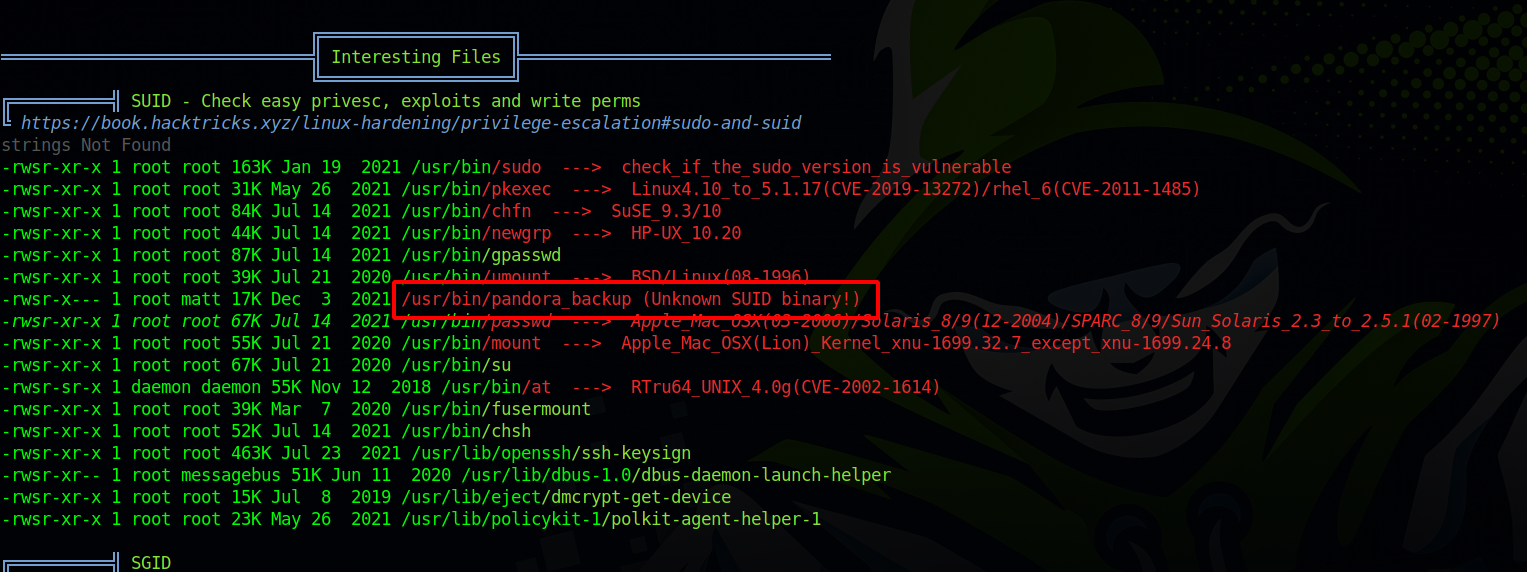 Interesting Files
SUID - Check easy privesc, exploits and write perms
https://book.hacktricks.xyz/linux-hardening/privilege-escalation#sudo-and-suid
strings Not Found
-rwsr-xr-x 1 root root 163K Jan 19  2021 /usr/bin/sudo  --->  check_if_the_sudo_version_is_vulnerable
-rwsr-xr-x 1 root root 31K May 26  2021 /usr/bin/pkexec  --->  Linux4.10_to_5.1.17(CVE-2019-13272)/rhel_6(CVE-2011-1485)
-rwsr-xr-x 1 root root 84K Jul 14  2021 /usr/bin/chfn  --->  SuSE_9.3/10
-rwsr-xr-x 1 root root 44K Jul 14  2021 /usr/bin/newgrp  --->  HP-UX_10.20
-rwsr-xr-x 1 root root 87K Jul 14  2021 /usr/bin/gpasswd
-rwsr-xr-x 1 root root 39K Jul 21  2020 /usr/bin/umount  --->  BSD/Linux(08-1996)
-rwsr-x--- 1 root matt 17K Dec  3  2021 /usr/bin/pandora_backup (Unknown SUID binary!)
-rwsr-xr-x 1 root root 67K Jul 14  2021 /usr/bin/passwd  --->  Apple_Mac_OSX(03-2006)/Solaris_8/9(12-2004)/SPARC_8/9/Sun_Solaris_2.3_to_2.5.1(02-1997)
-rwsr-xr-x 1 root root 55K Jul 21  2020 /usr/bin/mount  --->  Apple_Mac_OSX(Lion)_Kernel_xnu-1699.32.7_except_xnu-1699.24.8
-rwsr-xr-x 1 root root 67K Jul 21  2020 /usr/bin/su
-rwsr-sr-x 1 daemon daemon 55K Nov 12  2018 /usr/bin/at  --->  RTru64_UNIX_4.0g(CVE-2002-1614)
-rwsr-xr-x 1 root root 39K Mar  7  2020 /usr/bin/fusermount
-rwsr-xr-x 1 root root 52K Jul 14  2021 /usr/bin/chsh
-rwsr-xr-x 1 root root 463K Jul 23  2021 /usr/lib/openssh/ssh-keysign
-rwsr-xr-- 1 root messagebus 51K Jun 11  2020 /usr/lib/dbus-1.0/dbus-daemon-launch-helper
-rwsr-xr-x 1 root root 15K Jul  8  2019 /usr/lib/eject/dmcrypt-get-device
-rwsr-xr-x 1 root root 23K May 26  2021 /usr/lib/policykit-1/polkit-agent-helper-1
SGID